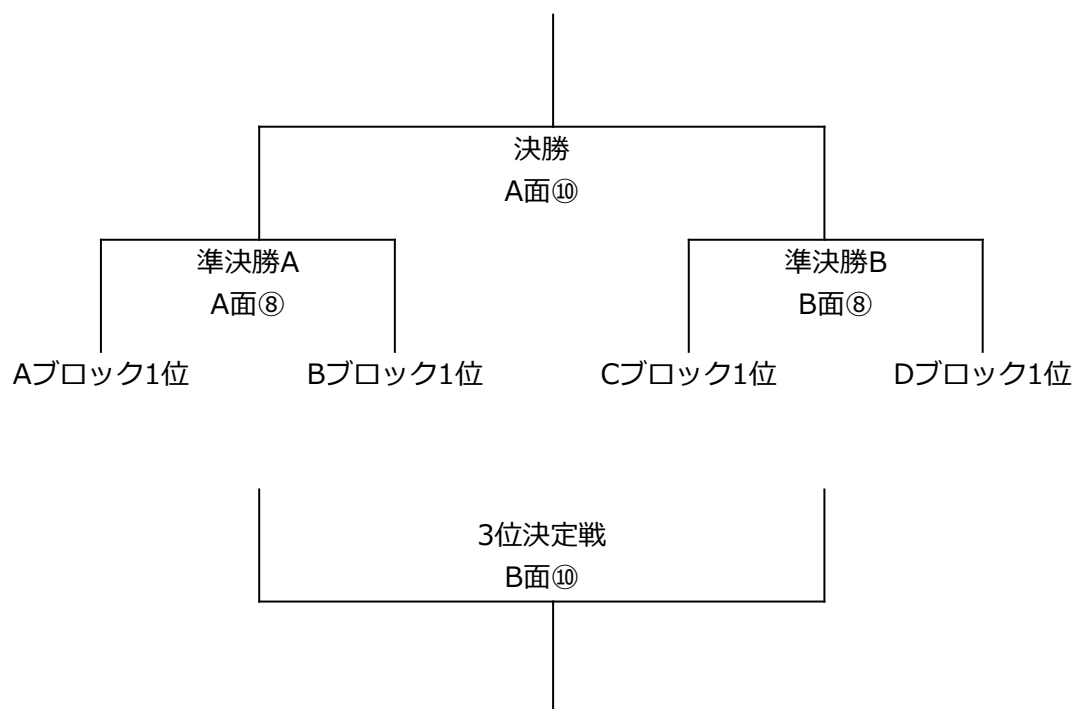 決勝
A面⑩
準決勝A
A面⑧
準決勝B
B面⑧
Aブロック1位
Bブロック1位
Cブロック1位
Dブロック1位
3位決定戦
B面⑩